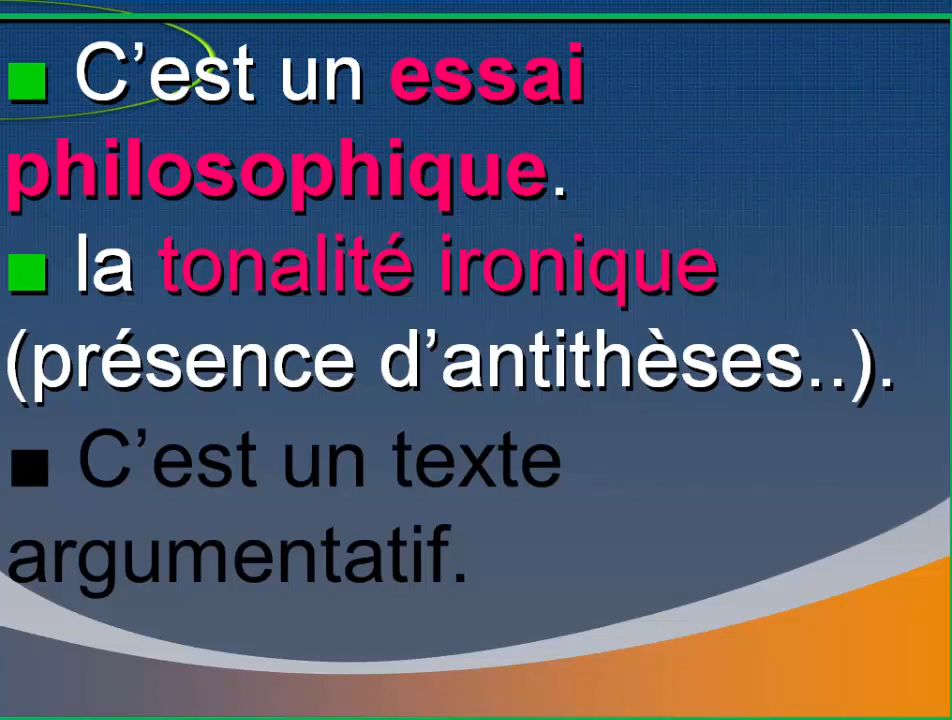 ■ C’est un essai
philosophique.
■ la tonalité ironique
(présence d’antithèses..).
■ C’est un texte
argumentatif.